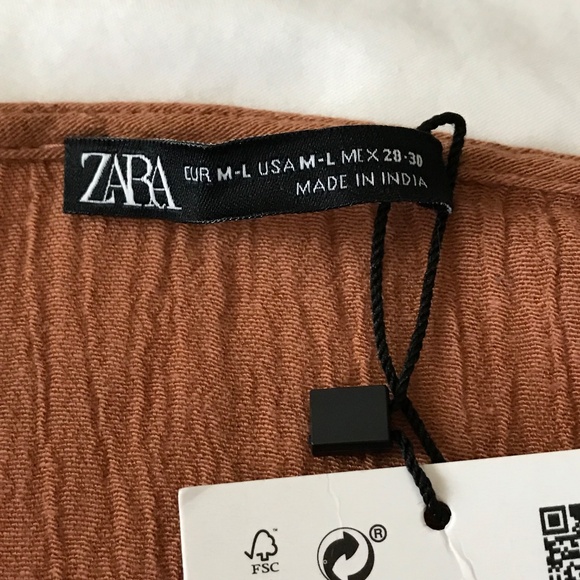 ZARA EUR M-L USA M-L MEX 28-30
MADE IN INDIA
®
FSC